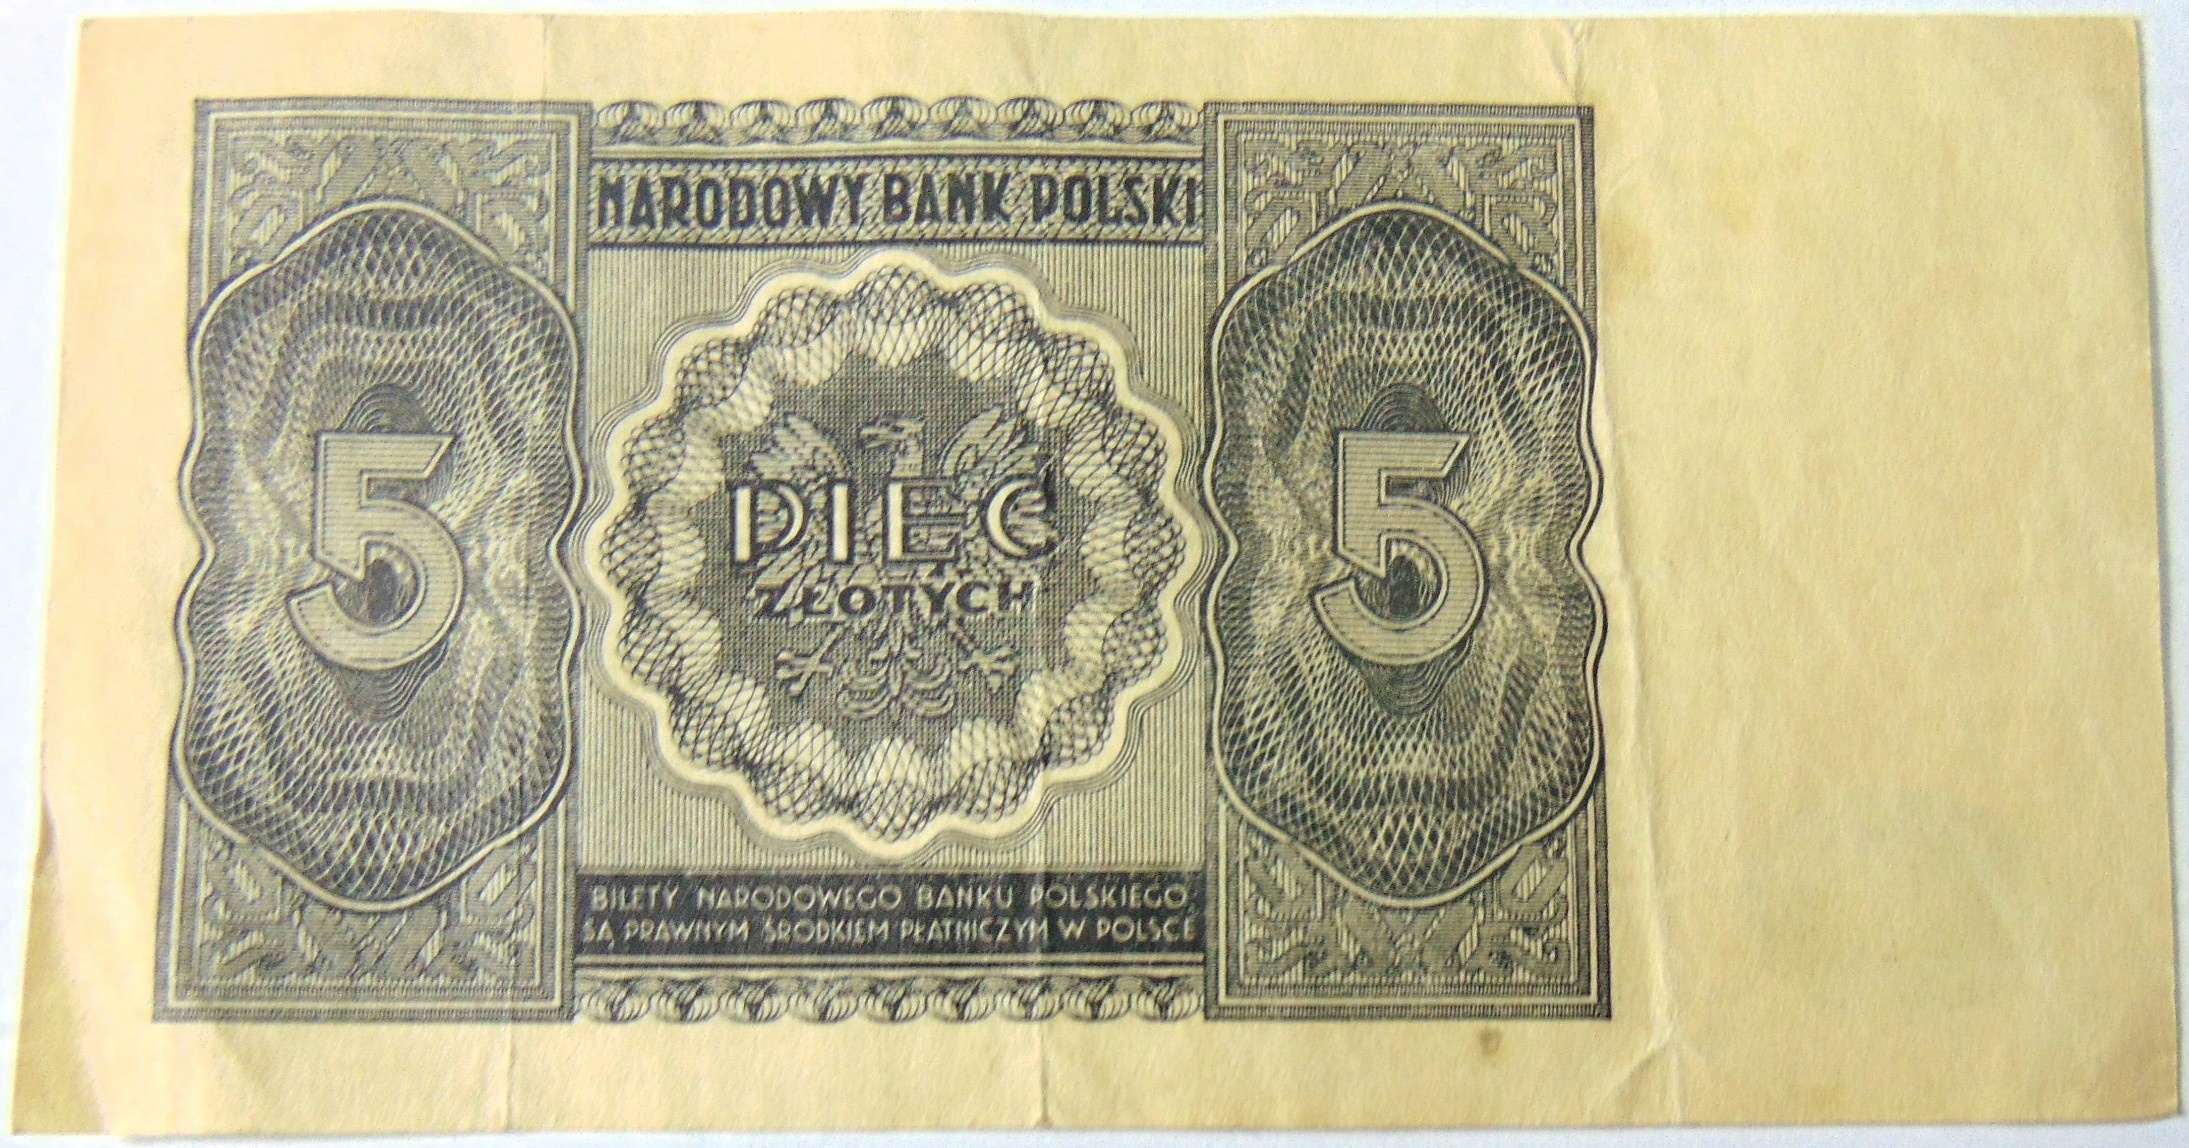 NARODOWY BANK POLSKI
5
PIĘĆ
ZŁOTYCH
5
BILETY NARODOWEGO BANKU POLSKIEGO
SĄ PRAWNYM ŚRODKIEM PŁATNICZYM W POLSCE